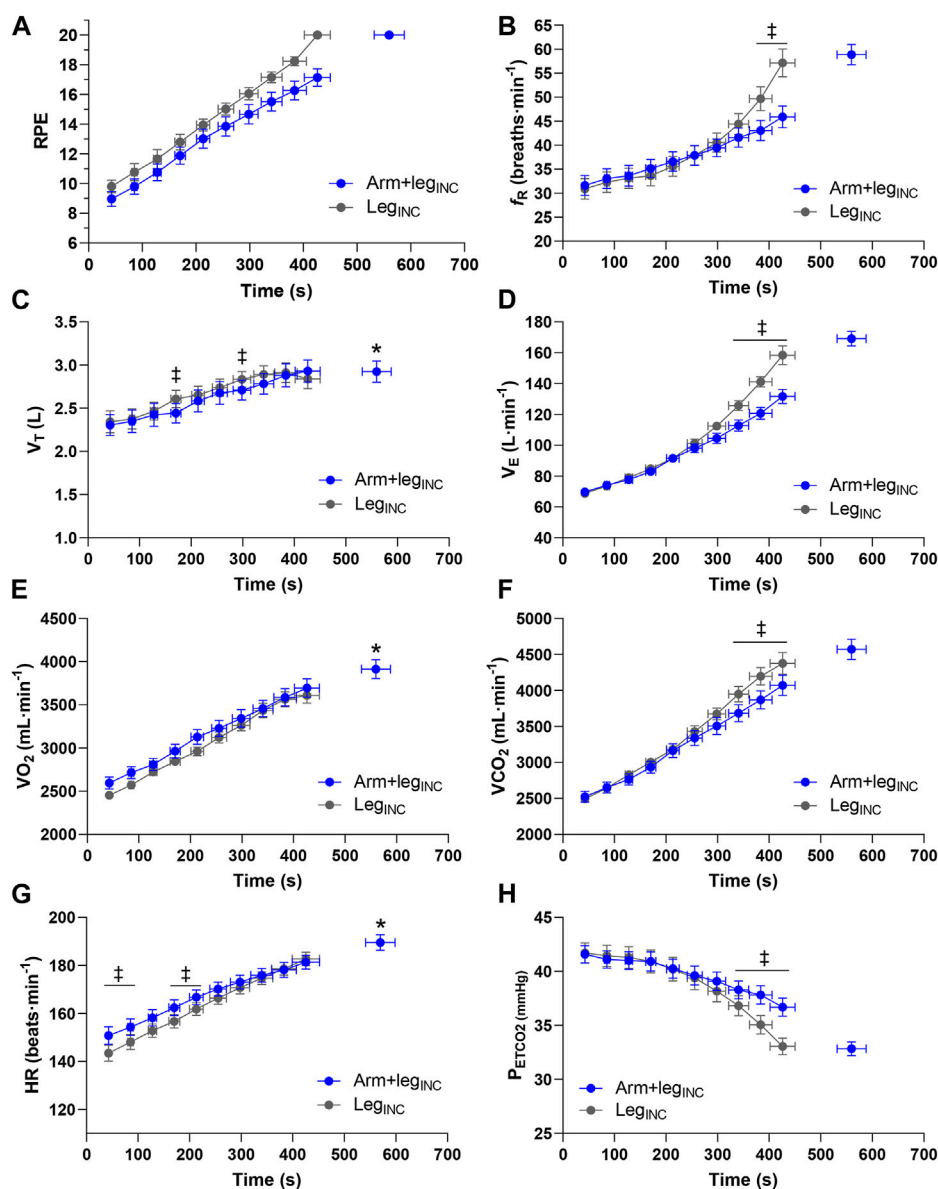 A
RPE
20
18
16
14
12
10
8
6
0 100 200 300 400 500 600 700
Time (s)
Arm+legINC
LegINC
B
fR (breaths·min⁻¹)
65
60
55
50
45
40
35
30
25
20
0 100 200 300 400 500 600 700
Time (s)
‡
Arm+legINC
LegINC
C
VT (L)
3.5
3.0
2.5
2.0
1.5
1.0
0 100 200 300 400 500 600 700
Time (s)
‡ ‡ *
Arm+legINC
LegINC
D
VE (L·min⁻¹)
180
160
140
120
100
80
60
40
0 100 200 300 400 500 600 700
Time (s)
‡
Arm+legINC
LegINC
E
VO2 (mL·min⁻¹)
4500
4000
3500
3000
2500
2000
0 100 200 300 400 500 600 700
Time (s)
*
Arm+legINC
LegINC
F
VCO2 (mL·min⁻¹)
5000
4500
4000
3500
3000
2500
2000
0 100 200 300 400 500 600 700
Time (s)
‡
Arm+legINC
LegINC
G
HR (beats·min⁻¹)
200
180
160
140
120
0 100 200 300 400 500 600 700
Time (s)
‡ ‡ *
Arm+legINC
LegINC
H
PETCO2 (mmHg)
45
40
35
30
25
0 100 200 300 400 500 600 700
Time (s)
‡
Arm+legINC
LegINC